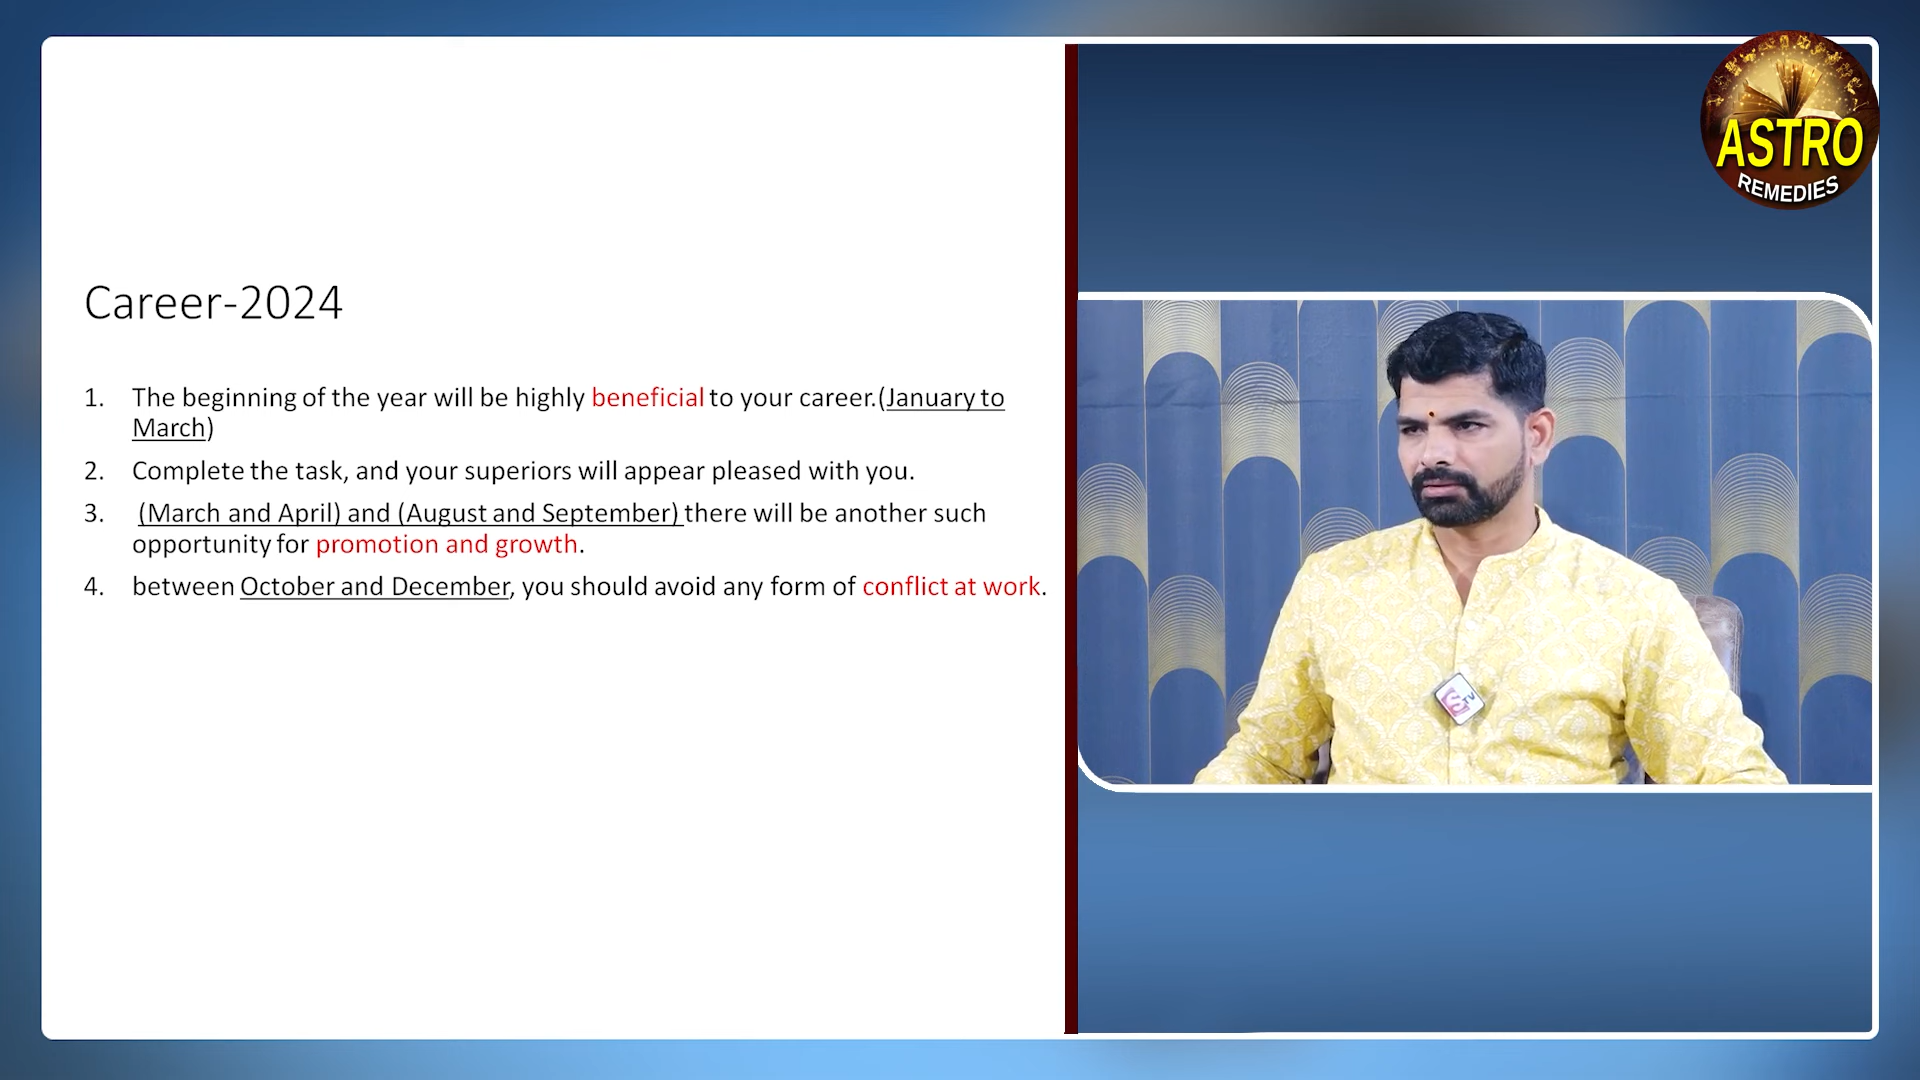 ASTRO
REMEDIES
Career-2024
1. The beginning of the year will be highly beneficial to your career.(January to
March)
2. Complete the task, and your superiors will appear pleased with you.
3. (March and April) and (August and September) there will be another such
opportunity for promotion and growth.
4. between October and December, you should avoid any form of conflict at work.
STV